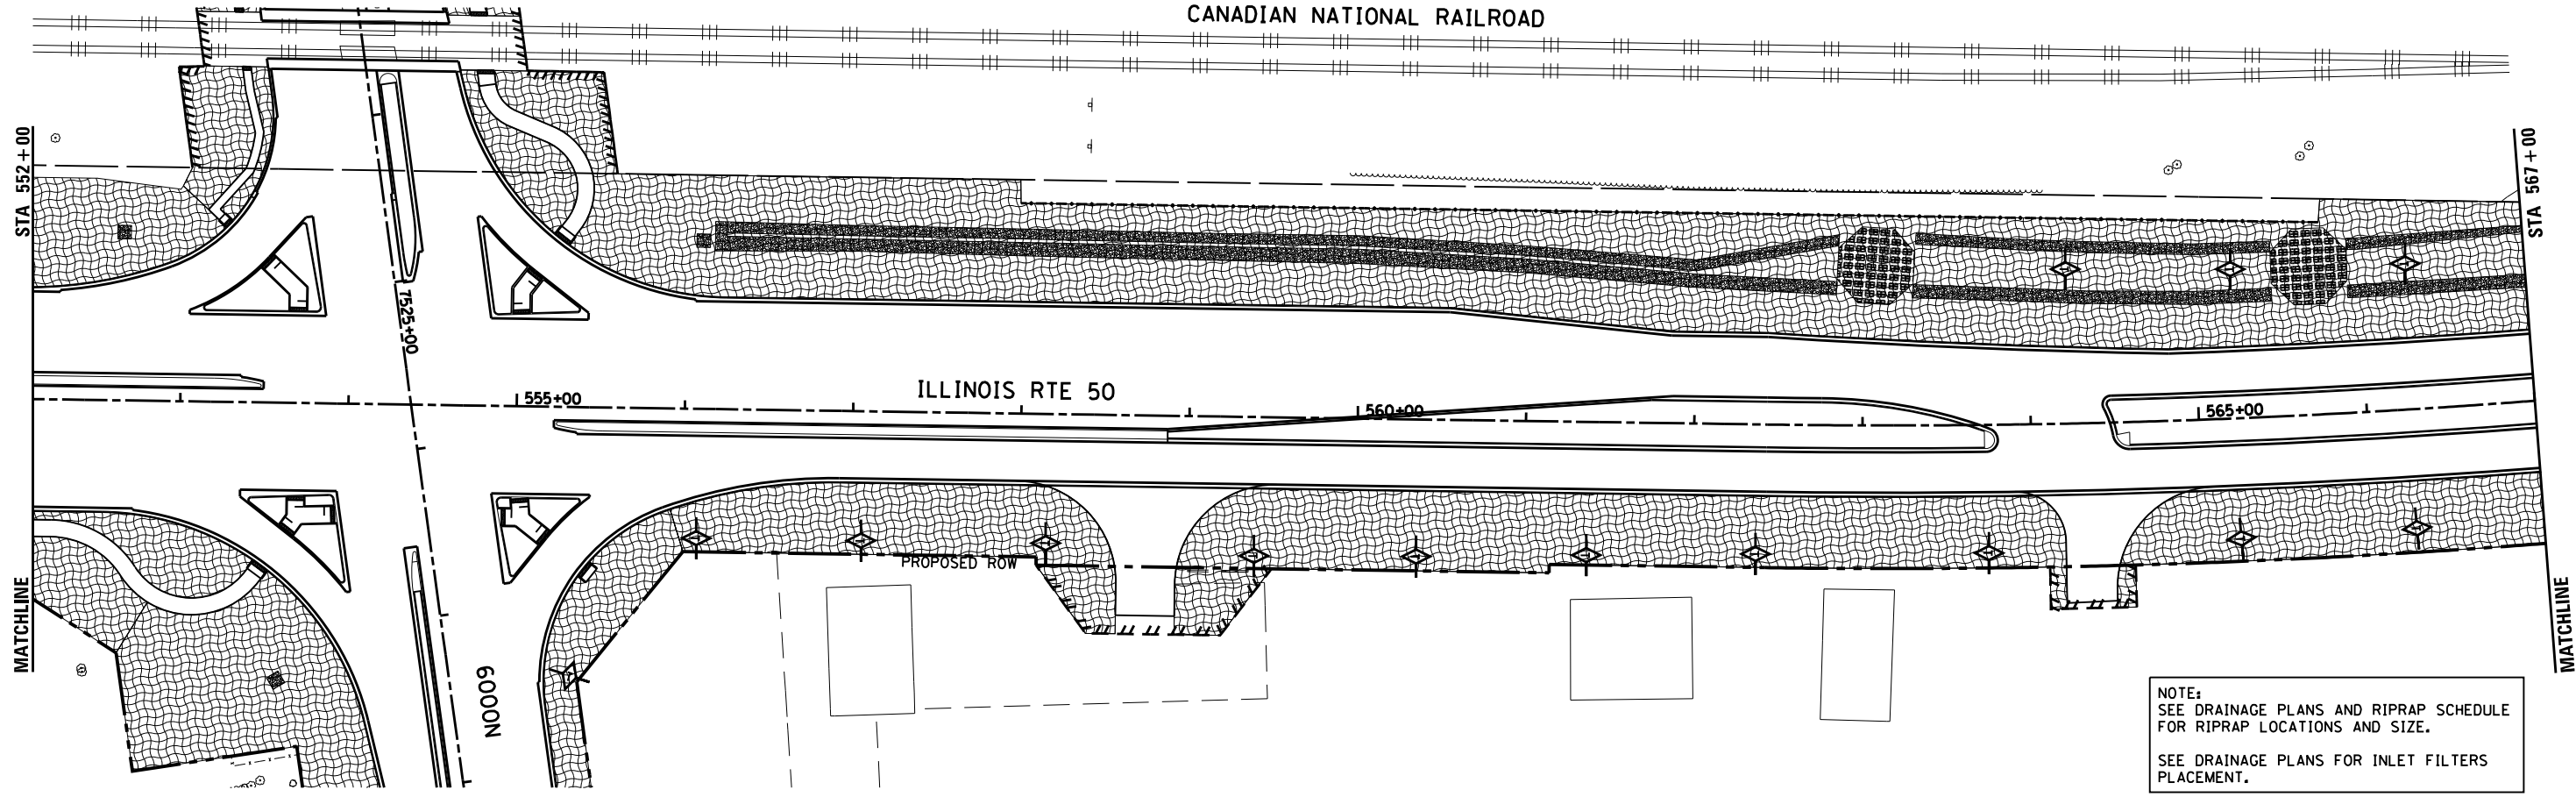 CANADIAN NATIONAL RAILROAD
STA 552+00
STA 567+00
7525+00
ILLINOIS RTE 50
555+00
560+00
565+00
PROPOSED ROW
MATCHLINE
MATCHLINE
6000N
NOTE:
SEE DRAINAGE PLANS AND RIPRAP SCHEDULE
FOR RIPRAP LOCATIONS AND SIZE.
SEE DRAINAGE PLANS FOR INLET FILTERS
PLACEMENT.